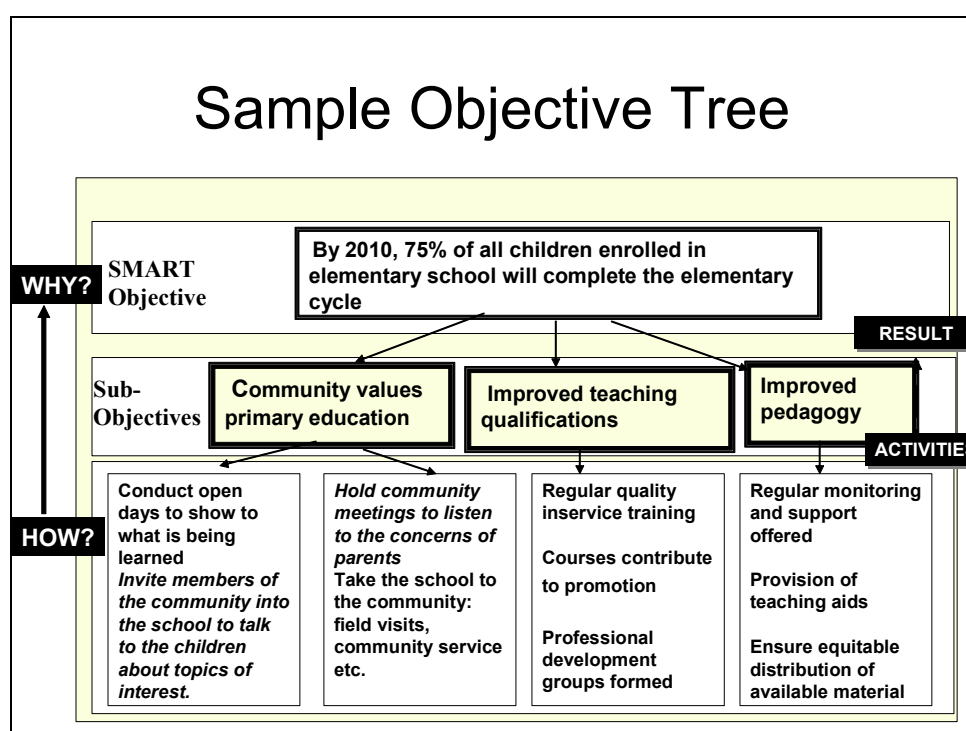 Sample Objective Tree
WHY?
SMART
Objective
By 2010, 75% of all children enrolled in
elementary school will complete the elementary
cycle
RESULT
Sub-
Objectives
Community values
primary education
Improved teaching
qualifications
Improved
pedagogy
ACTIVITIE
HOW?
Conduct open
days to show to
what is being
learned
Invite members of
the community into
the school to talk
to the children
about topics of
interest.
Hold community
meetings to listen
to the concerns of
parents
Take the school to
the community:
field visits,
community service
etc.
Regular quality
inservice training
Courses contribute
to promotion
Professional
development
groups formed
Regular monitoring
and support
offered
Provision of
teaching aids
Ensure equitable
distribution of
available material